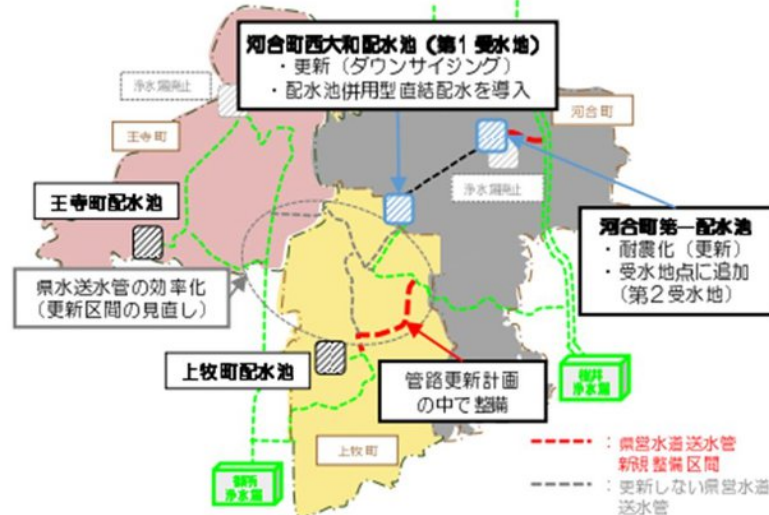 河合町西大和配水池（第1受水地）
・更新（ダウンサイジング）
・配水池併用型直結配水を導入
浄水場廃止
王寺町
河合町
浄水場廃止
王寺町配水池
河合町第一配水池
・耐震化（更新）
・受水地点に追加
（第2受水地）
県水送水管の効率化
（更新区間の見直し）
上牧町配水池
管路更新計画
の中で整備
桜井
浄水場
上牧町
御所
浄水場
：県営水道送水管
新規整備区間
：更新しない県営水道
送水管